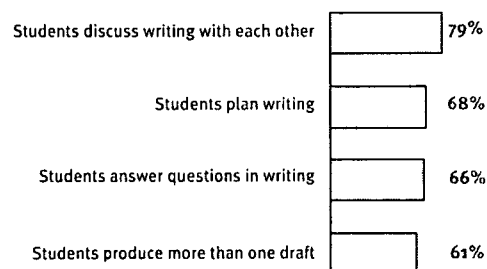 Students discuss writing with each other 79%
Students plan writing 68%
Students answer questions in writing 66%
Students produce more than one draft 61%